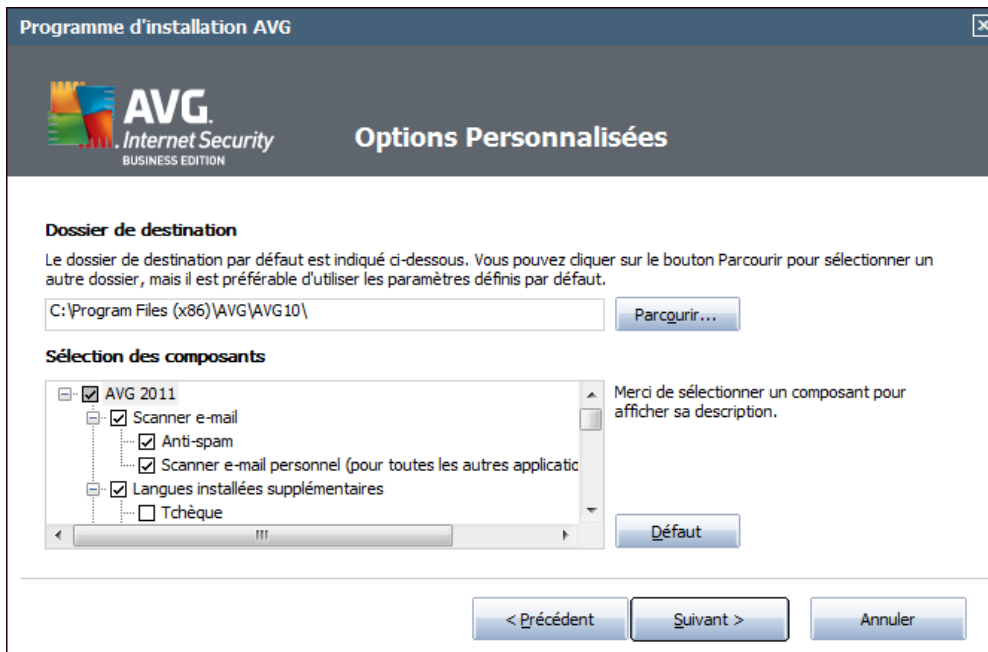 Programme d'installation AVG
AVG.
Internet Security
BUSINESS EDITION
Options Personnalisées
Dossier de destination
Le dossier de destination par défaut est indiqué ci-dessous. Vous pouvez cliquer sur le bouton Parcourir pour sélectionner un
autre dossier, mais il est préférable d'utiliser les paramètres définis par défaut.
C:\Program Files (x86)\AVG\AVG10\
Parcourir...
Sélection des composants
AVG 2011
Scanner e-mail
Anti-spam
Scanner e-mail personnel (pour toutes les autres applicatio
Langues installées supplémentaires
Tchèque
Merci de sélectionner un composant pour
afficher sa description.
Défaut
< Précédent
Suivant >
Annuler